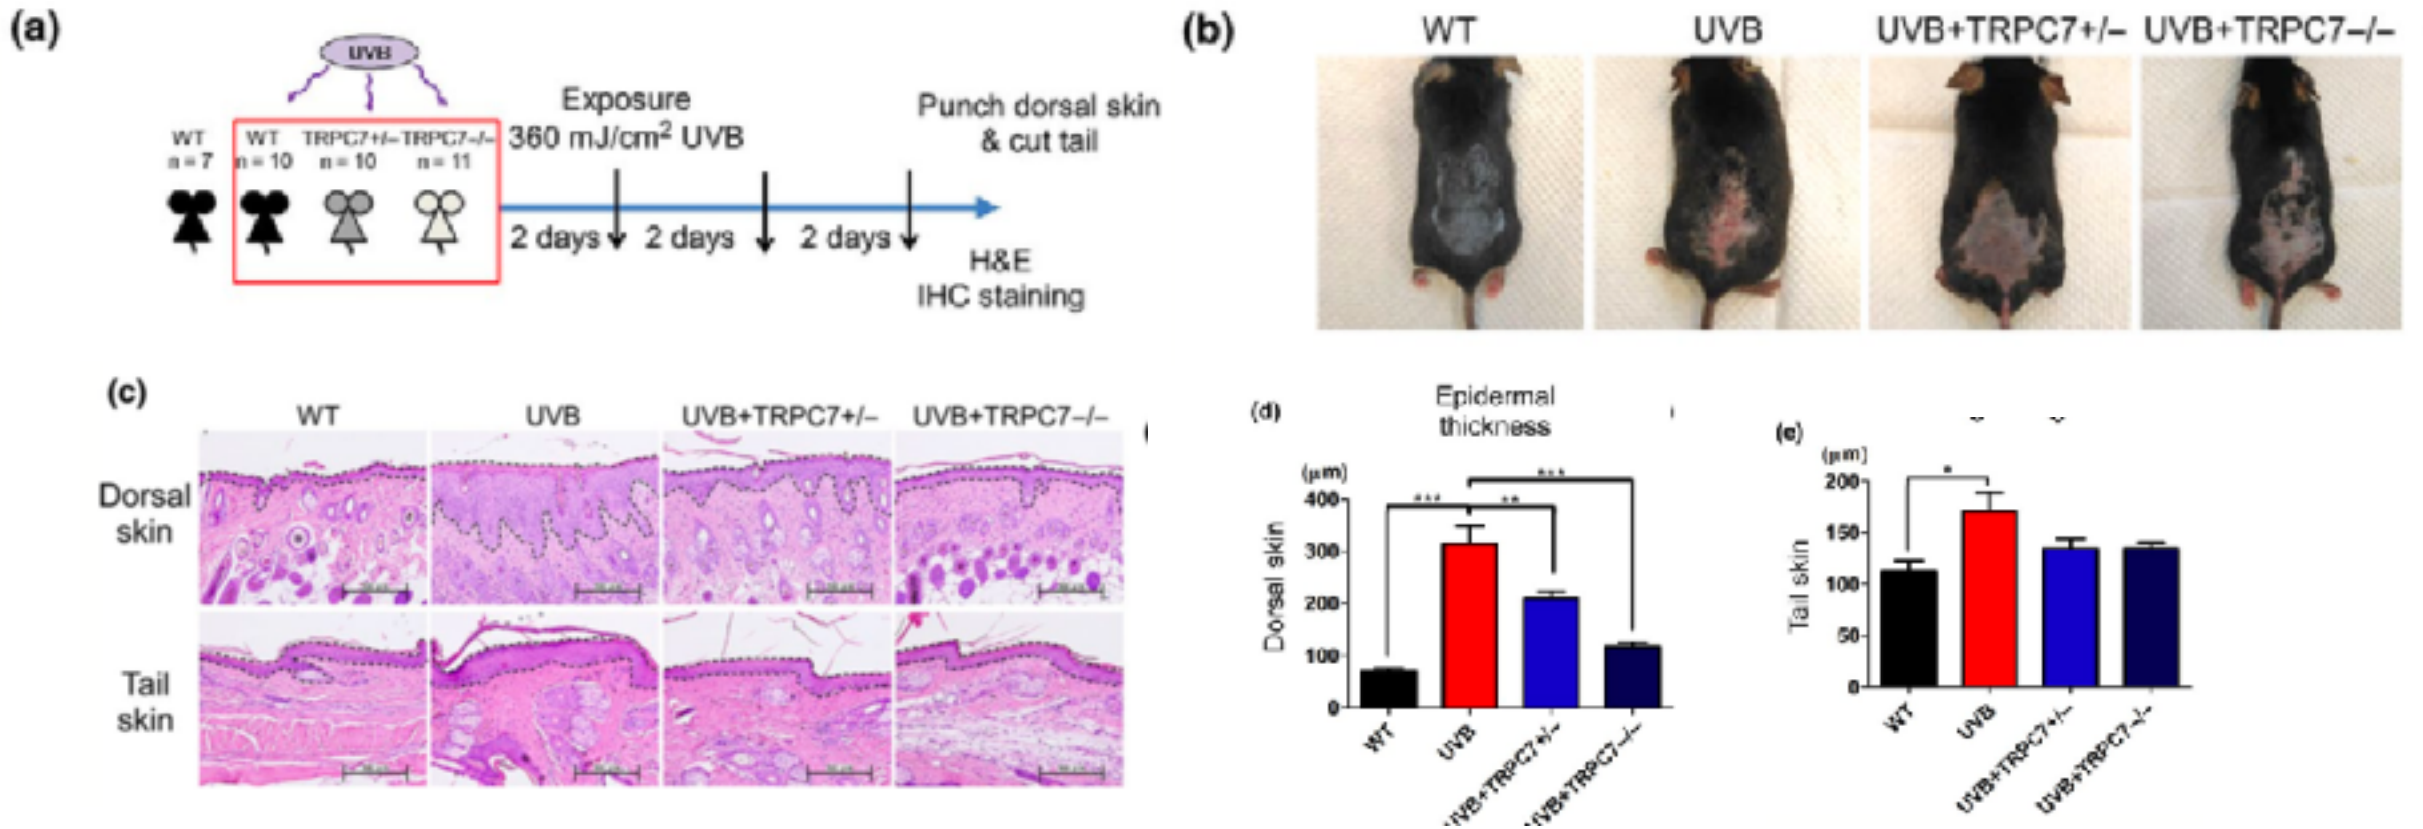 (a)
UVB
WT
n = 7
WT
n = 10
TRPC7+/–
n = 10
TRPC7–/–
n = 11
Exposure
360 mJ/cm² UVB
2 days
2 days
2 days
Punch dorsal skin
& cut tail
H&E
IHC staining
(b)
WT
UVB
UVB+TRPC7+/–
UVB+TRPC7–/–
(c)
WT
UVB
UVB+TRPC7+/–
UVB+TRPC7–/–
Dorsal
skin
Tail
skin
(d)
Epidermal
thickness
(μm)
Dorsal skin
400
300
200
100
0
***
**
***
WT
UVB
UVB+TRPC7+/–
UVB+TRPC7–/–
(e)
(μm)
Tail skin
200
150
100
50
0
*
WT
UVB
UVB+TRPC7+/–
UVB+TRPC7–/–